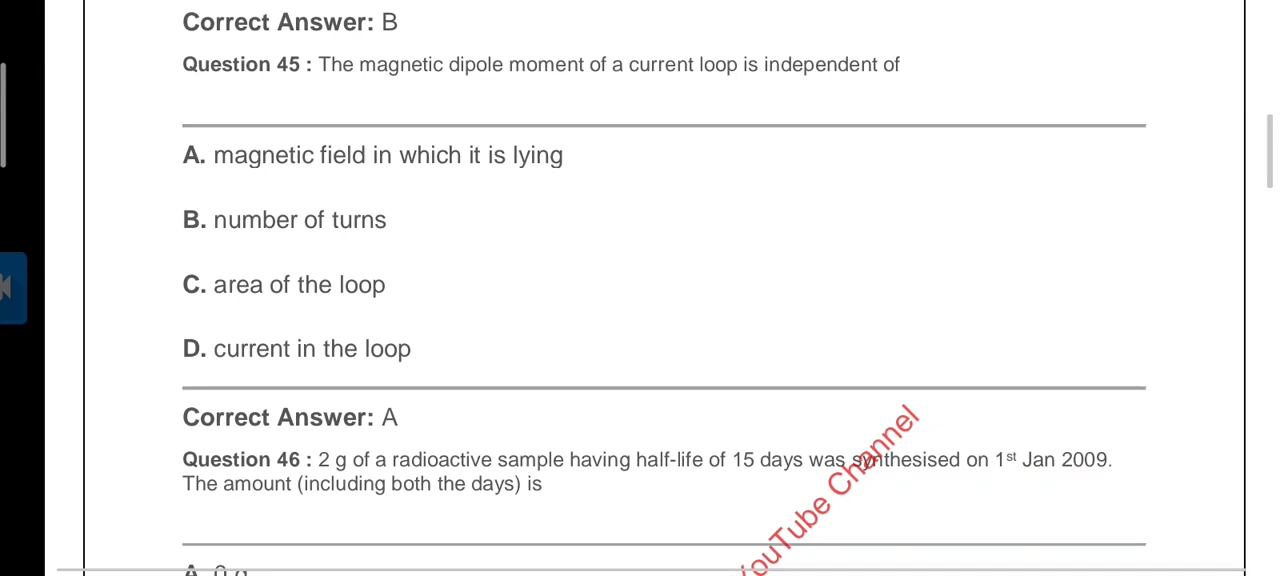 Correct Answer: B
Question 45 : The magnetic dipole moment of a current loop is independent of
A. magnetic field in which it is lying
B. number of turns
C. area of the loop
D. current in the loop
Correct Answer: A
Question 46 : 2 g of a radioactive sample having half-life of 15 days was synthesised on 1st Jan 2009.
The amount (including both the days) is
YouTube Channel